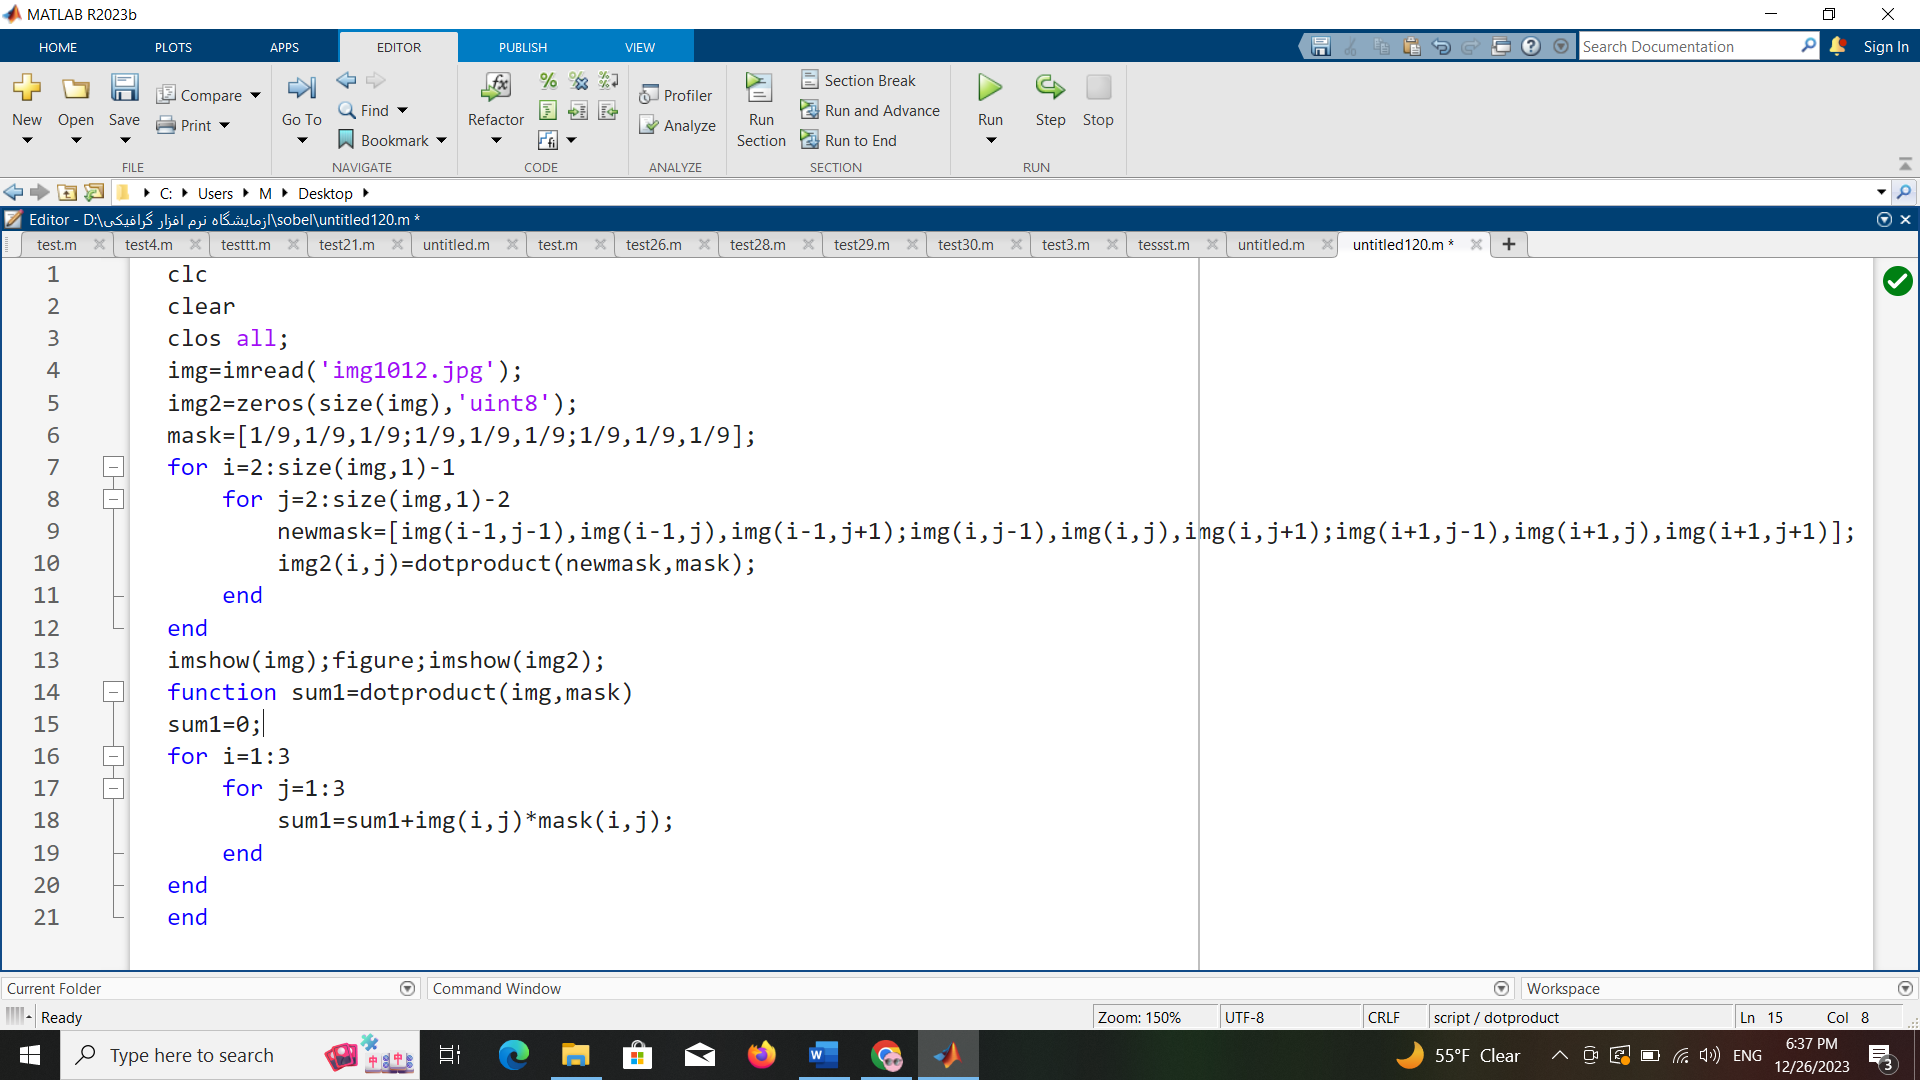 MATLAB R2023b
HOME PLOTS APPS EDITOR PUBLISH VIEW Search Documentation Sign In
New Open Save Compare Print FILE
Go To Find Bookmark NAVIGATE
Refactor CODE
Profiler Analyze ANALYZE
Run Section Section Break Run and Advance Run to End SECTION
Run Step Stop RUN
C: Users M Desktop
Editor - D:\ازمایشگاه نرم افزار گرافیکی\sobel\untitled120.m *
test.m test4.m testtt.m test21.m untitled.m test.m test26.m test28.m test29.m test30.m test3.m tessst.m untitled.m untitled120.m * +
1 clc
2 clear
3 clos all;
4 img=imread('img1012.jpg');
5 img2=zeros(size(img),'uint8');
6 mask=[1/9,1/9,1/9;1/9,1/9,1/9;1/9,1/9,1/9];
7 for i=2:size(img,1)-1
8 for j=2:size(img,1)-2
9 newmask=[img(i-1,j-1),img(i-1,j),img(i-1,j+1);img(i,j-1),img(i,j),img(i,j+1);img(i+1,j-1),img(i+1,j),img(i+1,j+1)];
10 img2(i,j)=dotproduct(newmask,mask);
11 end
12 end
13 imshow(img);figure;imshow(img2);
14 function sum1=dotproduct(img,mask)
15 sum1=0;
16 for i=1:3
17 for j=1:3
18 sum1=sum1+img(i,j)*mask(i,j);
19 end
20 end
21 end
Current Folder Command Window Workspace
Ready Zoom: 150% UTF-8 CRLF script / dotproduct Ln 15 Col 8
Type here to search 55°F Clear ENG 6:37 PM 12/26/2023 3